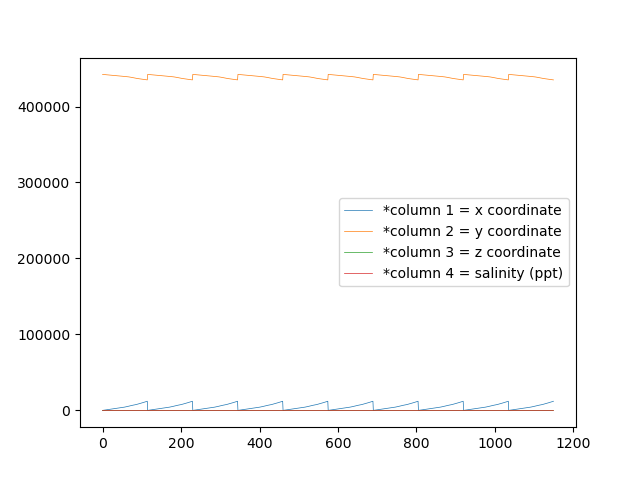 400000
300000
200000
100000
0
*column 1 = x coordinate
*column 2 = y coordinate
*column 3 = z coordinate
*column 4 = salinity (ppt)
0 200 400 600 800 1000 1200